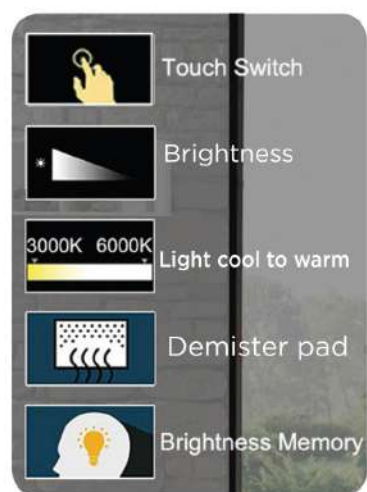 Touch Switch
Brightness
3000K 6000K
Light cool to warm
Demister pad
Brightness Memory